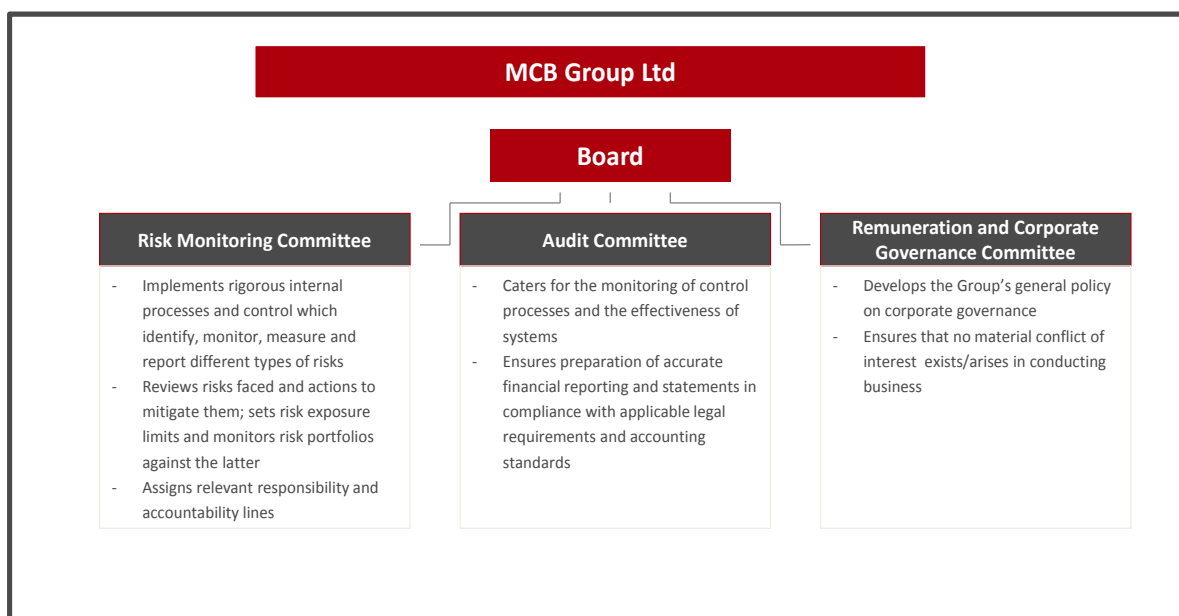 MCB Group Ltd
Board
Risk Monitoring Committee
- Implements rigorous internal
processes and control which
identify, monitor, measure and
report different types of risks
- Reviews risks faced and actions to
mitigate them; sets risk exposure
limits and monitors risk portfolios
against the latter
- Assigns relevant responsibility and
accountability lines
Audit Committee
- Caters for the monitoring of control
processes and the effectiveness of
systems
- Ensures preparation of accurate
financial reporting and statements in
compliance with applicable legal
requirements and accounting
standards
Remuneration and Corporate
Governance Committee
- Develops the Group’s general policy
on corporate governance
- Ensures that no material conflict of
interest exists/arises in conducting
business